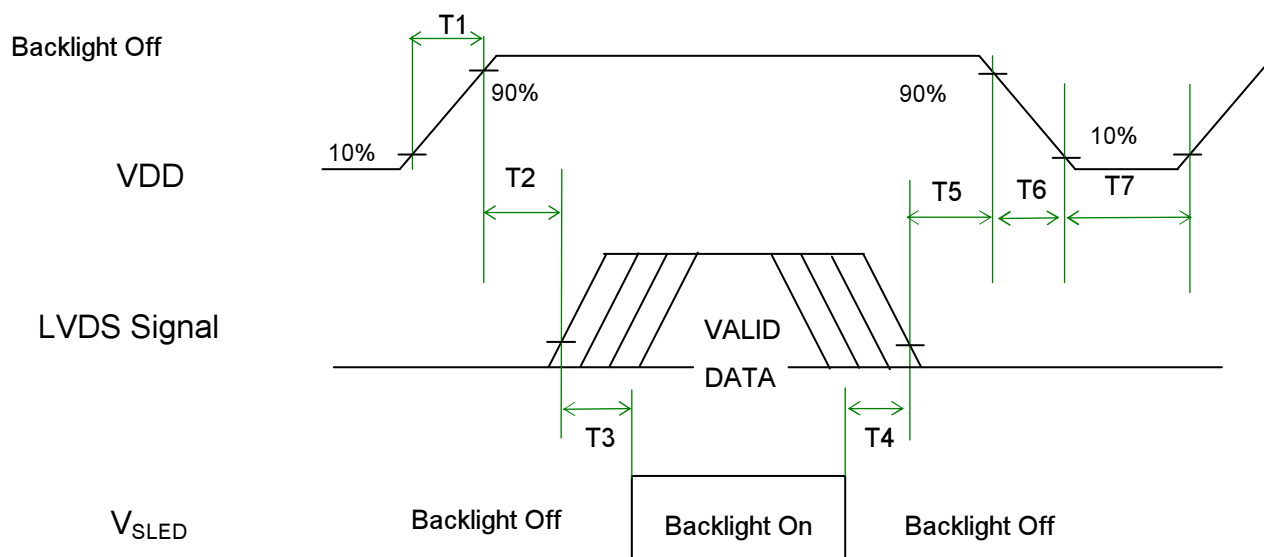 T1
Backlight Off
90%
90%
10%
10%
VDD
T2
T5
T6
T7
LVDS Signal
VALID
DATA
T3
T4
VSLED
Backlight Off
Backlight On
Backlight Off